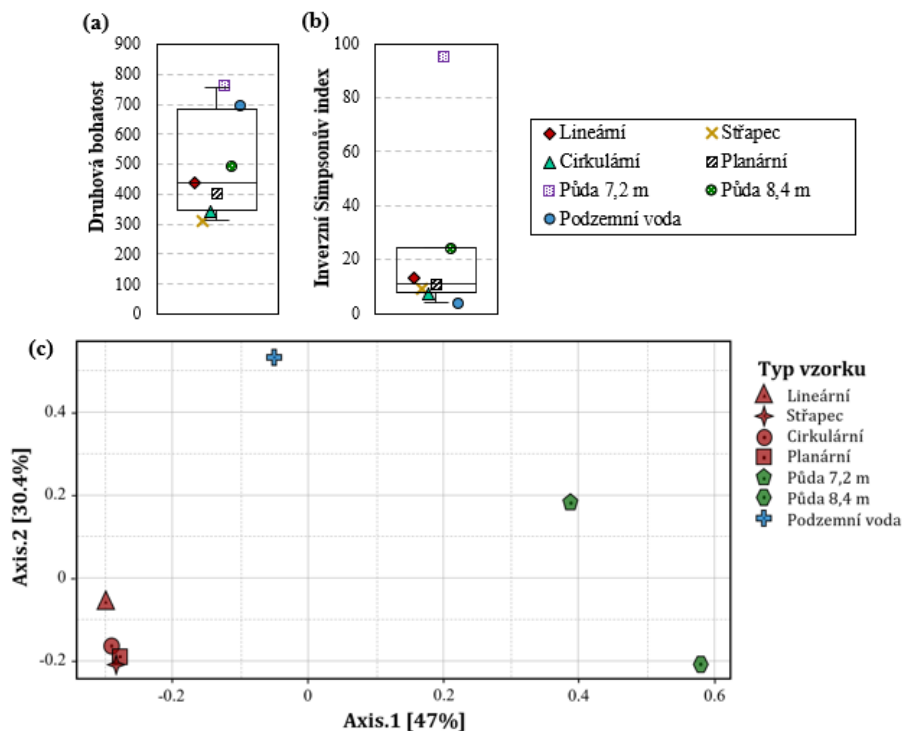 (a)
(b)
Druhová bohatost
900
800
700
600
500
400
300
200
100
0
Inverzní Simpsonův index
100
80
60
40
20
0
Lineární
Střapec
Cirkulární
Planární
Půda 7,2 m
Půda 8,4 m
Podzemní voda
(c)
Axis.2 [30.4%]
0.4
0.2
0
-0.2
-0.2
0
0.2
0.4
0.6
Axis.1 [47%]
Typ vzorku
Lineární
Střapec
Cirkulární
Planární
Půda 7,2 m
Půda 8,4 m
Podzemní voda